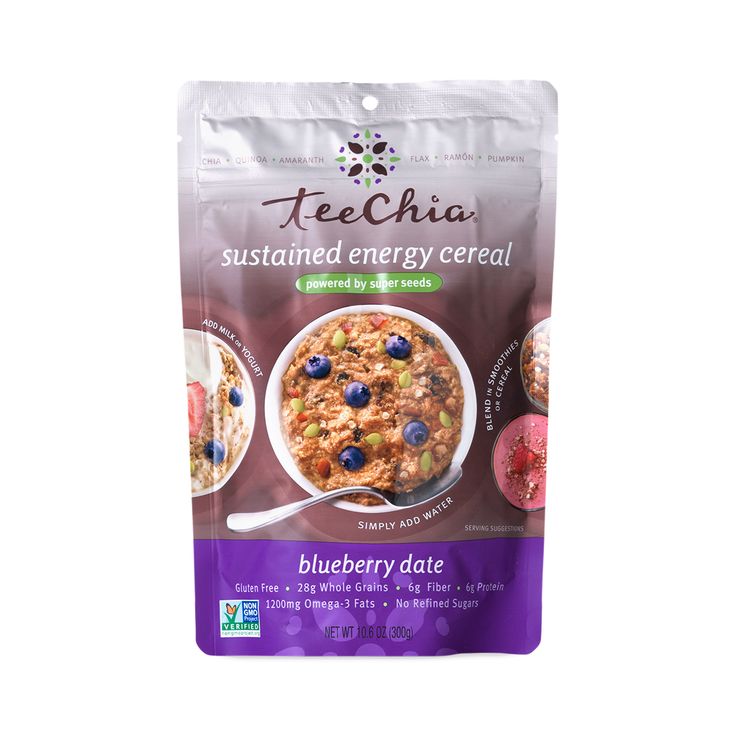 CHIA • QUINOA • AMARANTH
FLAX • RAMÓN • PUMPKIN
TeeChia®
sustained energy cereal
powered by super seeds
ADD MILK OR YOGURT
BLEND IN SMOOTHIES
OR CEREAL
SIMPLY ADD WATER
SERVING SUGGESTIONS
blueberry date
Gluten Free • 28g Whole Grains • 6g Fiber • 6g Protein
1200mg Omega-3 Fats • No Refined Sugars
NON
GMO
Project
VERIFIED
nongmoproject.org
NET WT 10.6 OZ (300g)